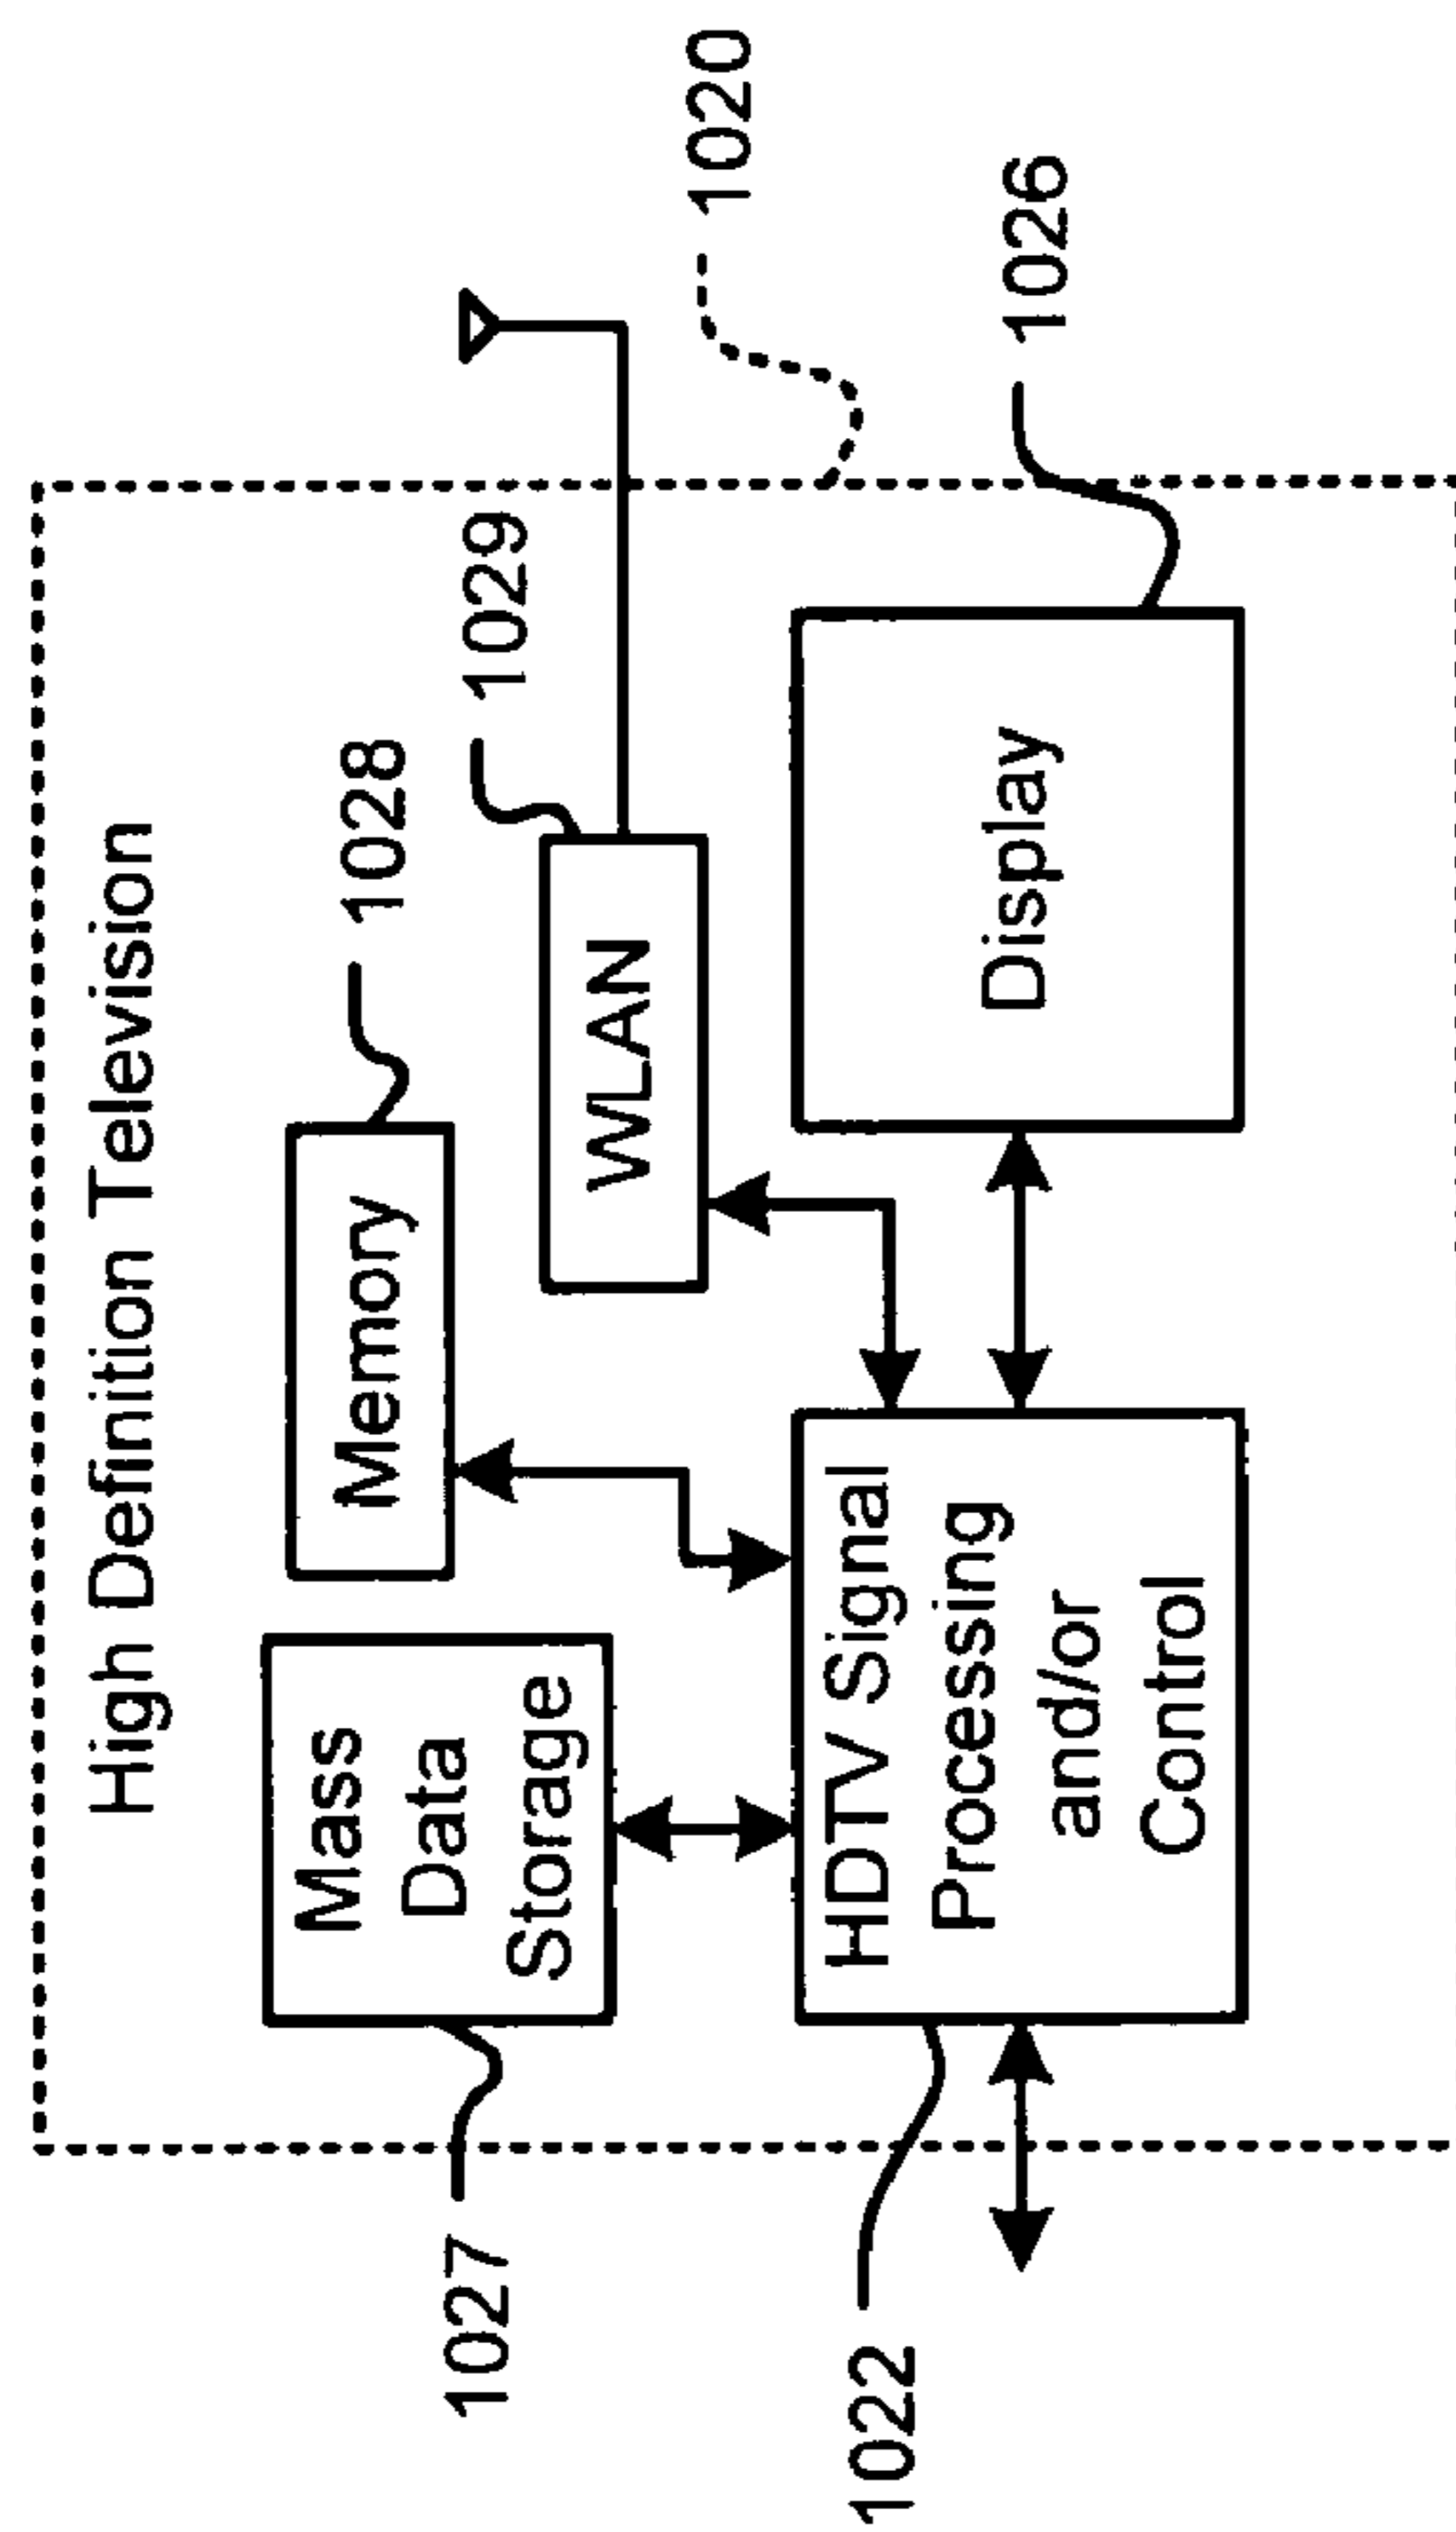 High Definition Television
1027
Mass
Data
Storage
Memory
1028
WLAN
1029
1020
1022
HDTV Signal
Processing
and/or
Control
Display
1026